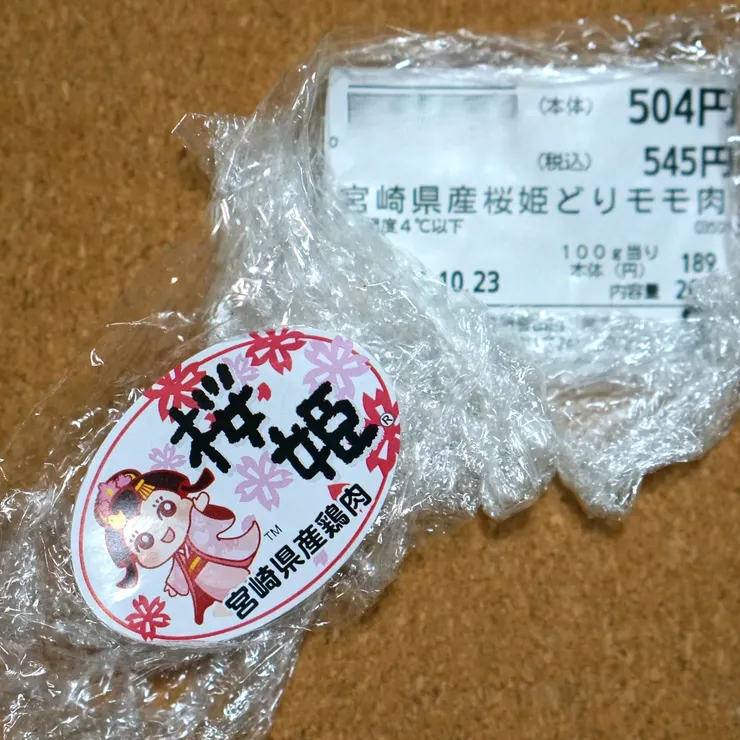 (本体) 504円
(税込) 545円
宮崎県産桜姫どりモモ肉
度4℃以下
100g当り
本体(円) 189
10.23
内容量
桜姫®
TM
宮崎県産鶏肉